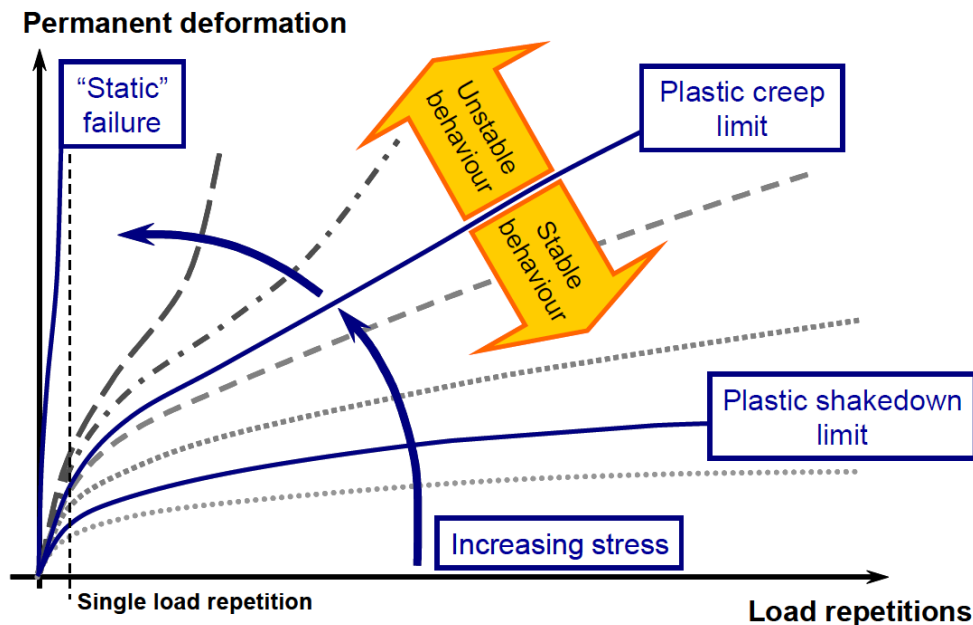 Permanent deformation
“Static”
failure
Unstable
behaviour
Plastic creep
limit
Stable
behaviour
Plastic shakedown
limit
Increasing stress
Single load repetition
Load repetitions